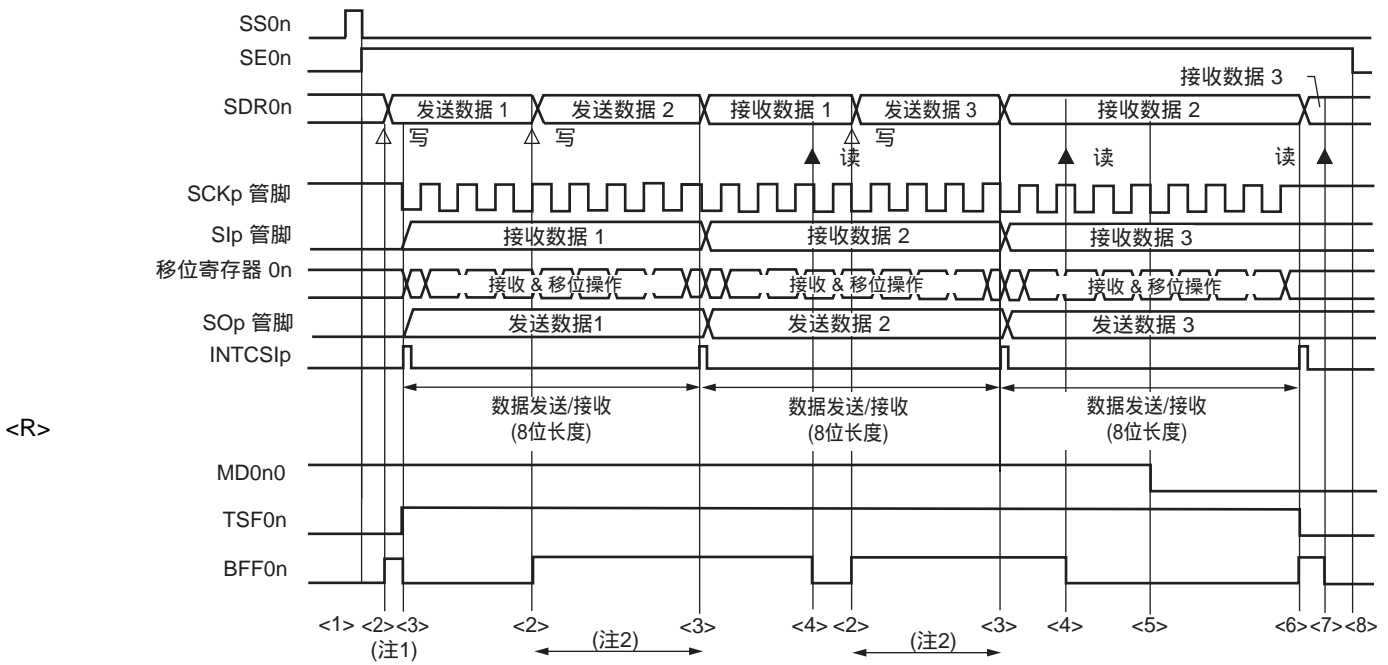 SS0n
SE0n
接收数据 3
SDR0n 发送数据 1 发送数据 2 接收数据 1 发送数据 3 接收数据 2
写 写 写
读 读 读
SCKp 管脚
SIp 管脚 接收数据 1 接收数据 2 接收数据 3
移位寄存器 0n 接收 & 移位操作 接收 & 移位操作 接收 & 移位操作
SOp 管脚 发送数据1 发送数据 2 发送数据 3
INTCSIp
数据发送/接收 数据发送/接收 数据发送/接收
<R> (8位长度) (8位长度) (8位长度)
MD0n0
TSF0n
BFF0n
<1> <2><3> <2> <3> <4> <2> <3> <4> <5> <6><7><8>
(注1) (注2) (注2)